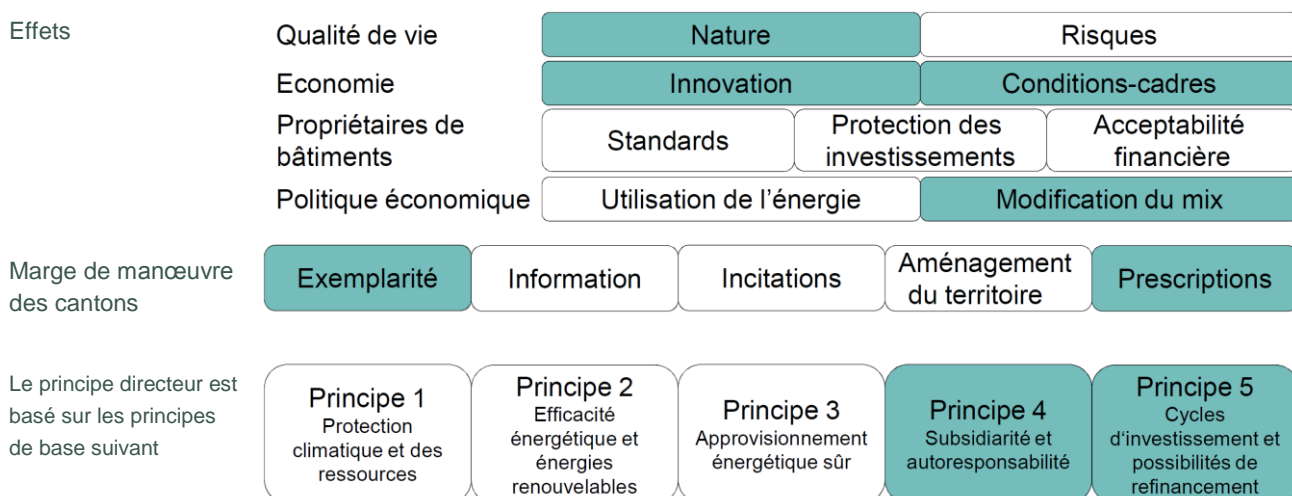 Effets
Qualité de vie
Nature
Risques
Economie
Innovation
Conditions-cadres
Propriétaires de
bâtiments
Standards
Protection des
investissements
Acceptabilité
financière
Politique économique
Utilisation de l'énergie
Modification du mix
Marge de manœuvre
des cantons
Exemplarité
Information
Incitations
Aménagement
du territoire
Prescriptions
Le principe directeur est
basé sur les principes
de base suivant
Principe 1
Protection
climatique et des
ressources
Principe 2
Efficacité
énergétique et
énergies
renouvelables
Principe 3
Approvisionnement
énergétique sûr
Principe 4
Subsidiarité et
autoresponsabilité
Principe 5
Cycles
d'investissement et
possibilités de
refinancement